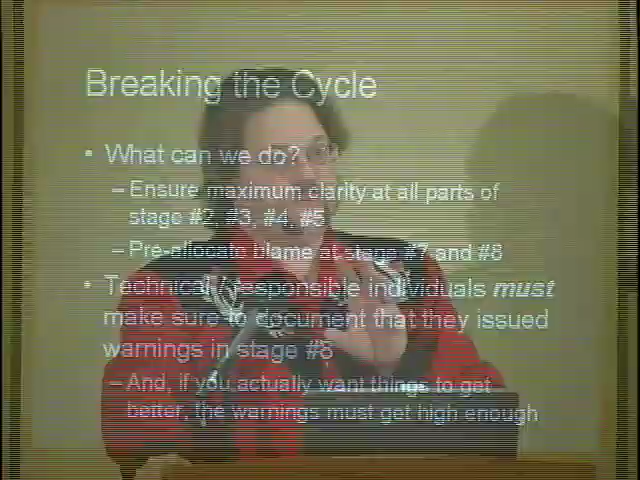 Breaking the Cycle
• What can we do?
– Ensure maximum clarity at all parts of
stage #2, #3, #4, #5
– Pre-allocate blame at stage #7 and #8
• Technical / responsible individuals must
make sure to document that they issued
warnings in stage #8
– And, if you actually want things to get
better, the warnings must get high enough